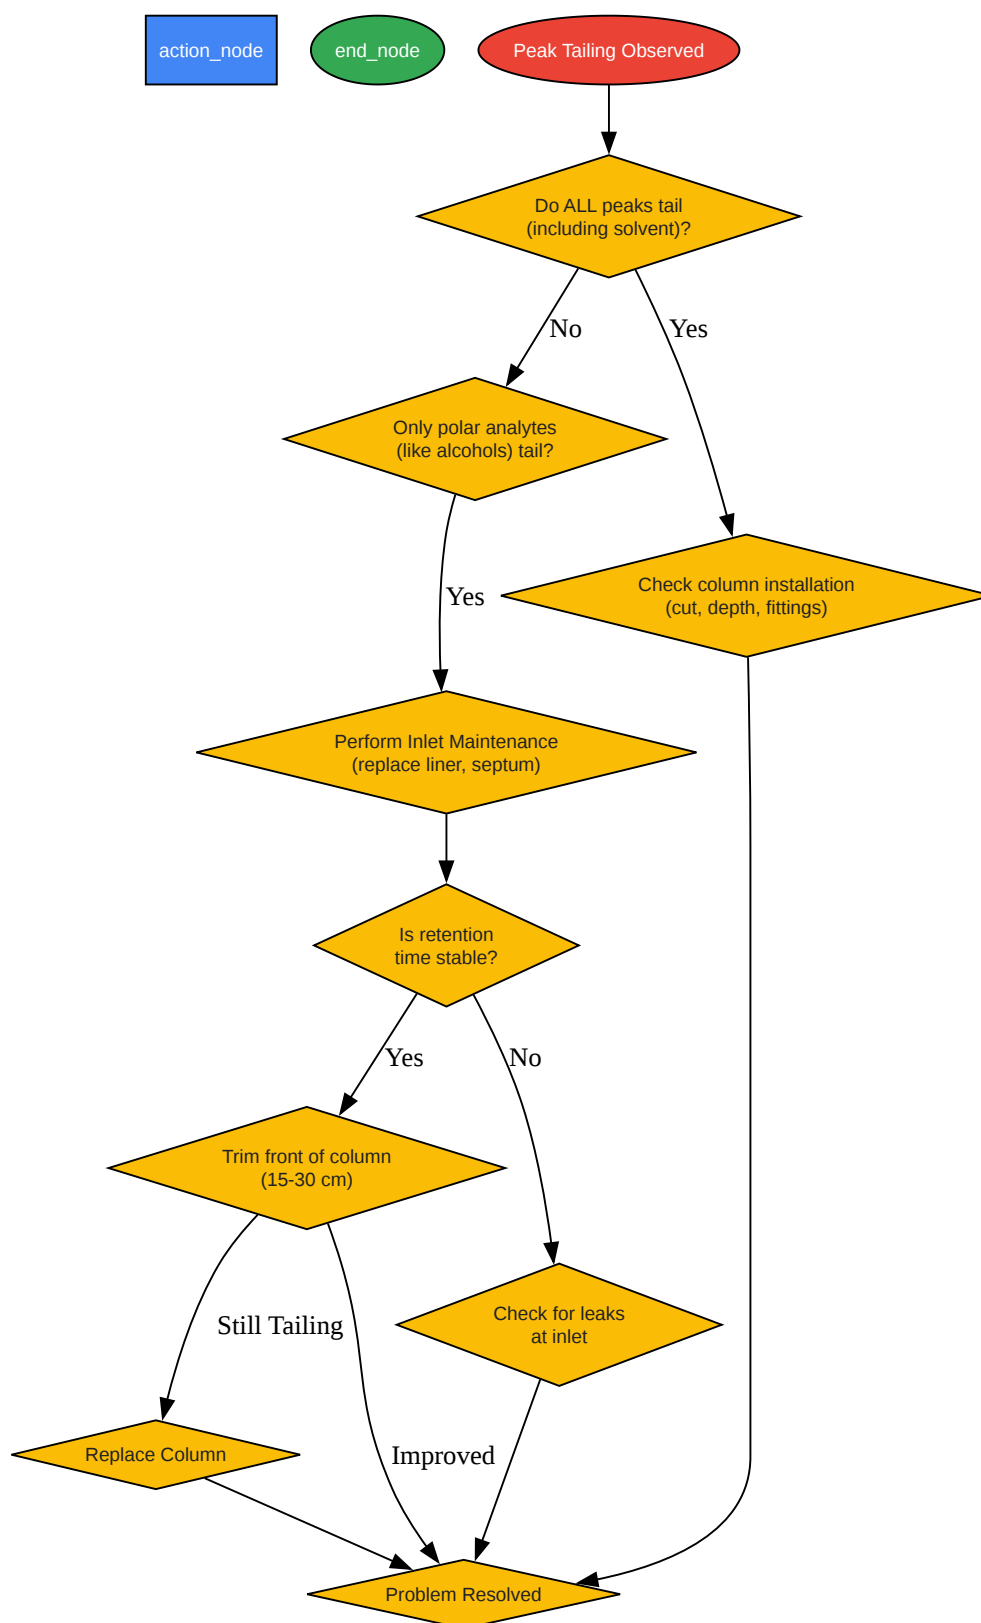 action_node
end_node
Peak Tailing Observed
Do ALL peaks tail
(including solvent)?
No
Yes
Only polar analytes
(like alcohols) tail?
Yes
Check column installation
(cut, depth, fittings)
Perform Inlet Maintenance
(replace liner, septum)
Is retention
time stable?
Yes
No
Trim front of column
(15-30 cm)
Still Tailing
Check for leaks
at inlet
Improved
Replace Column
Problem Resolved